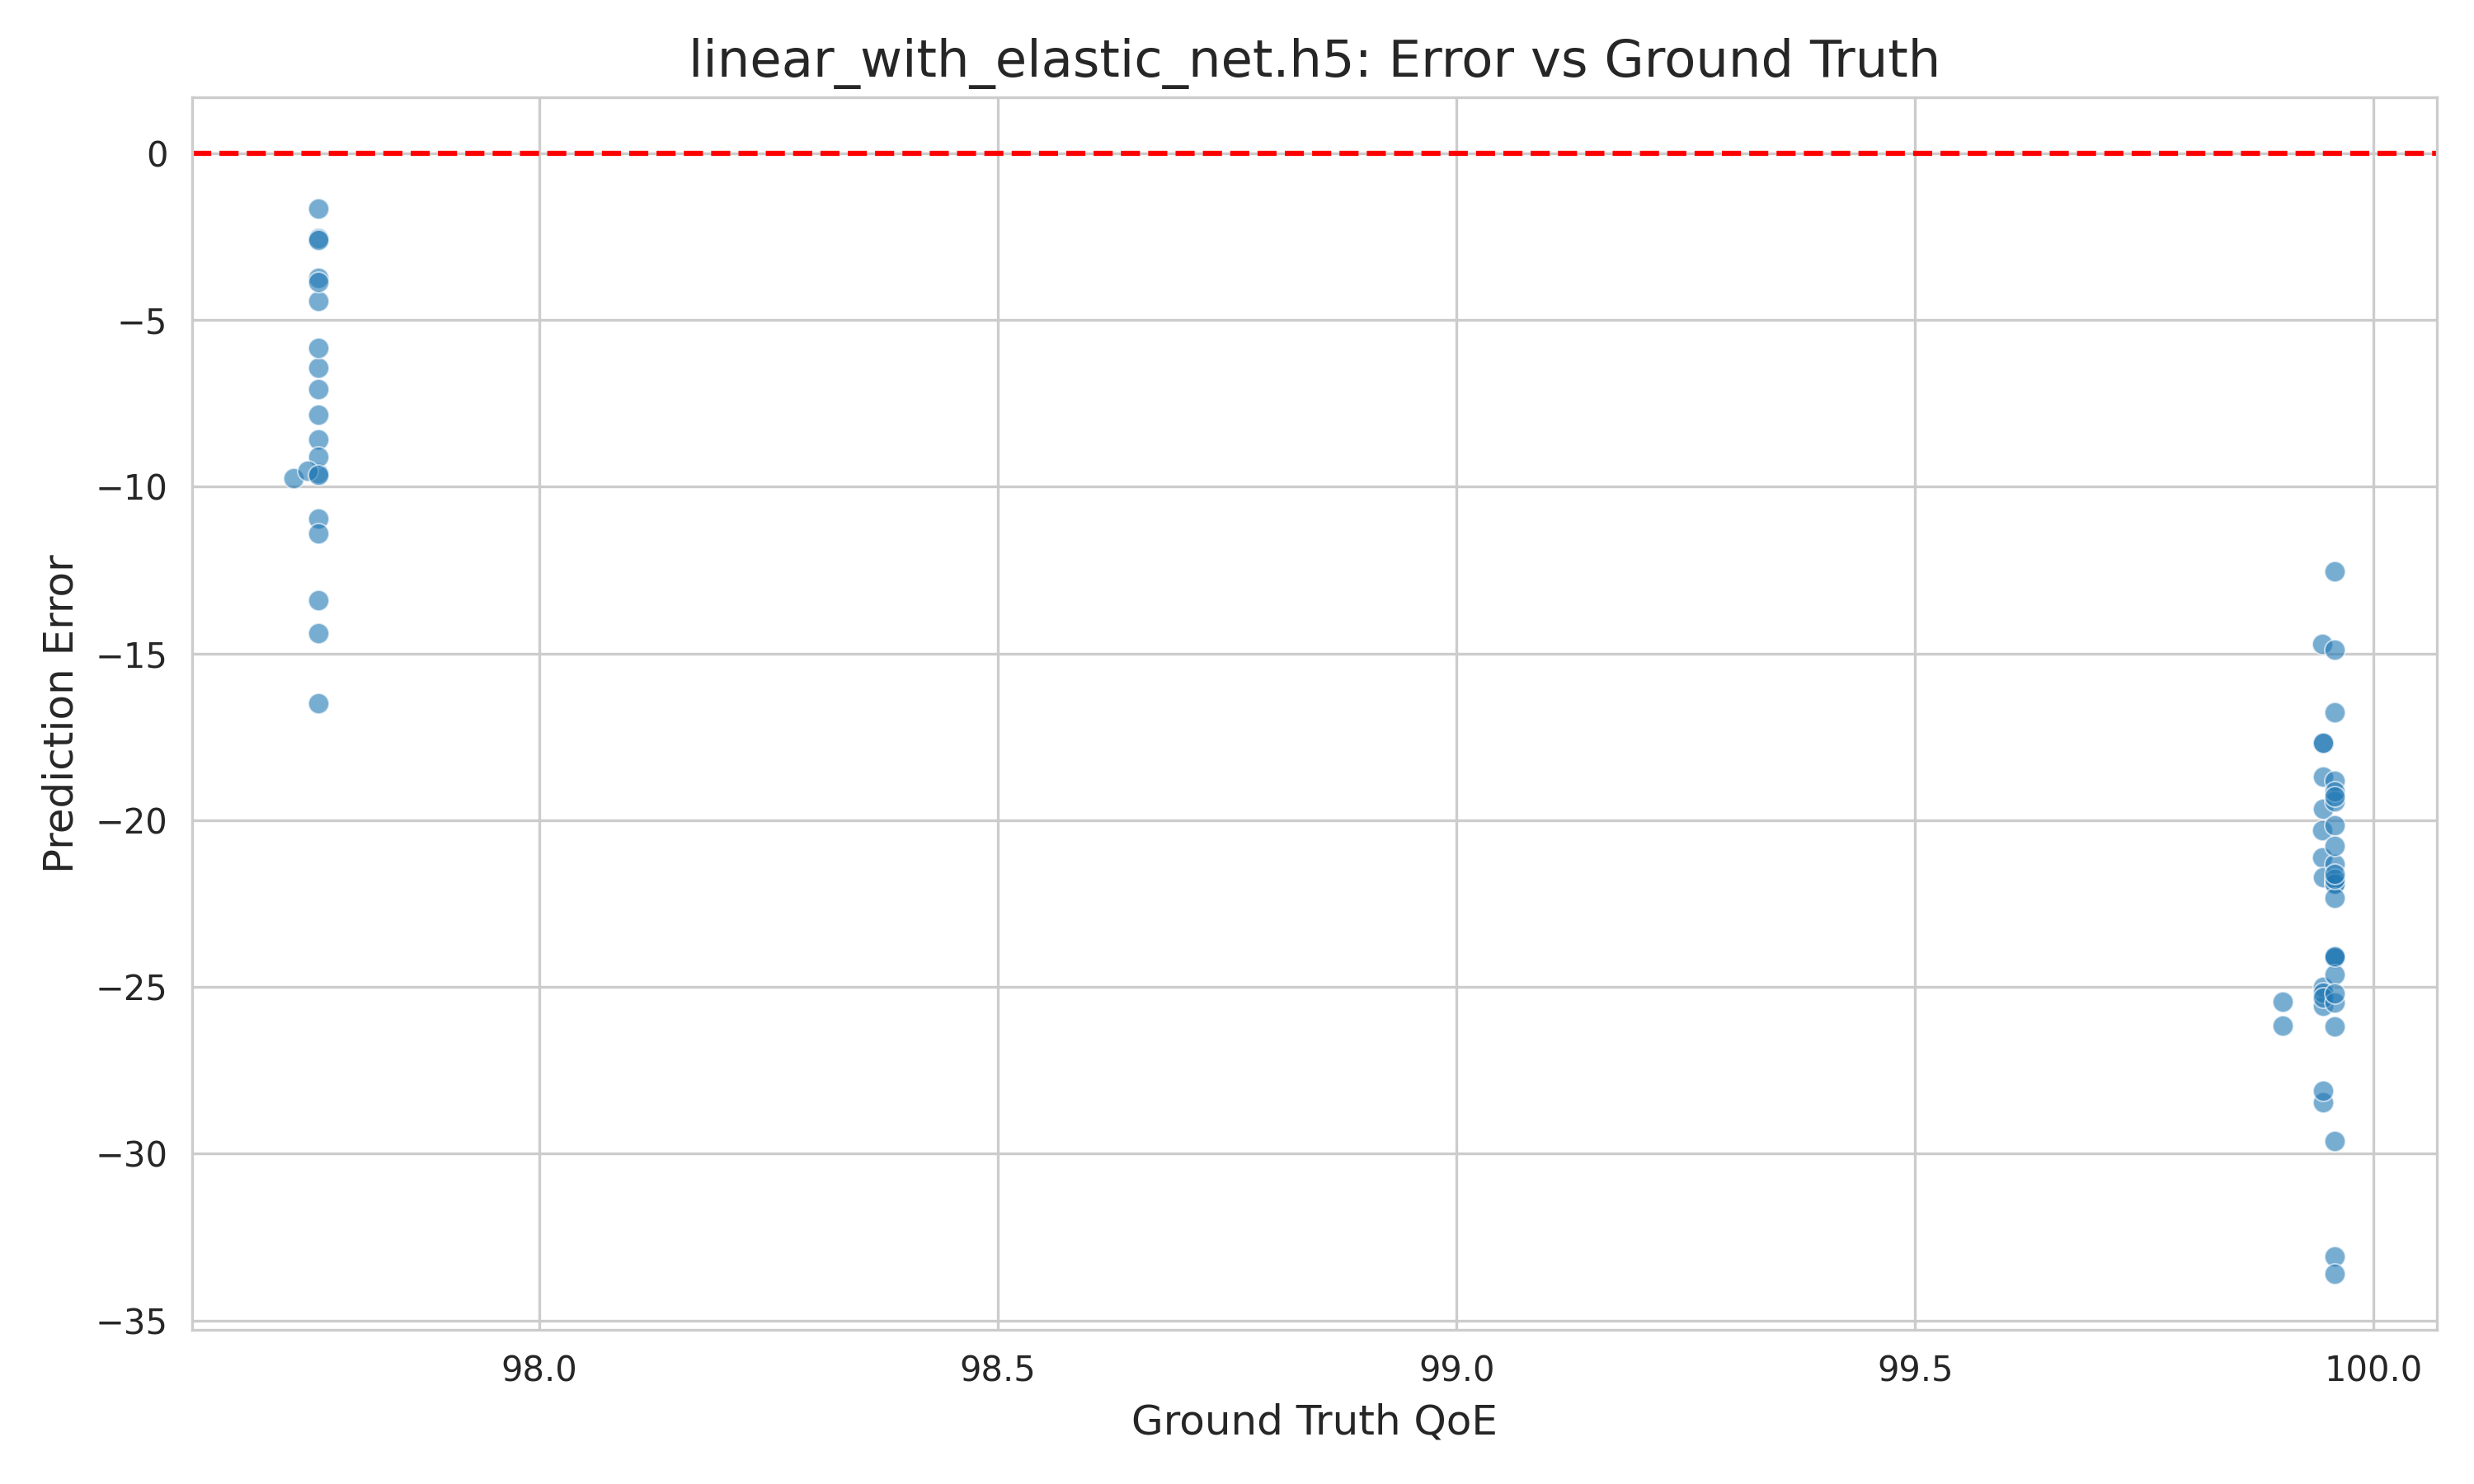 linear_with_elastic_net.h5: Error vs Ground Truth
Prediction Error
0
−5
−10
−15
−20
−25
−30
−35
98.0 98.5 99.0 99.5 100.0
Ground Truth QoE